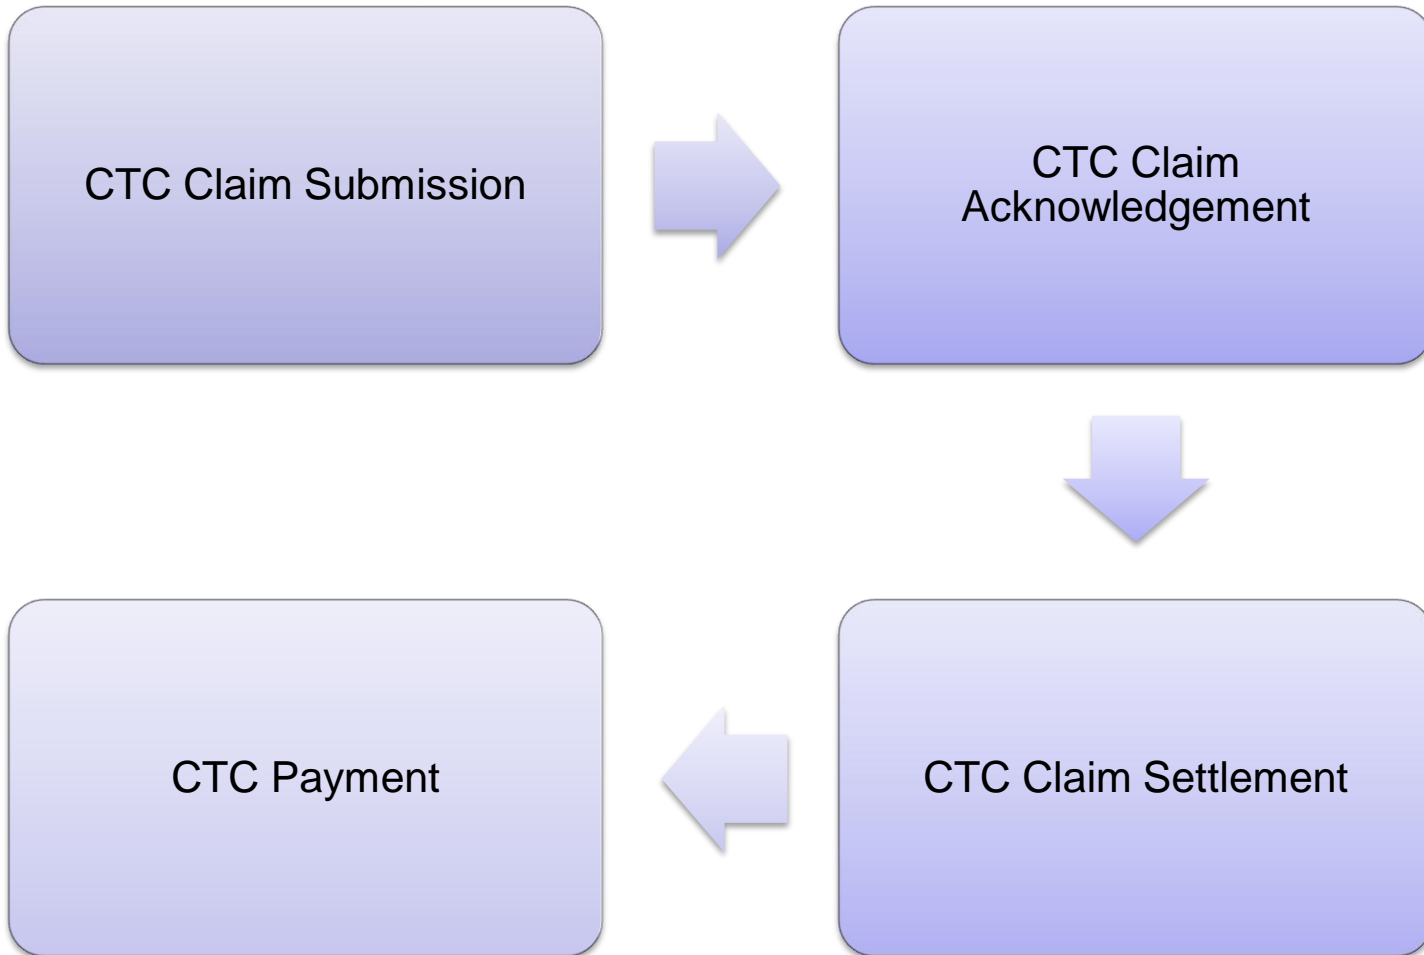 CTC Claim Submission
CTC Claim
Acknowledgement
CTC Payment
CTC Claim Settlement